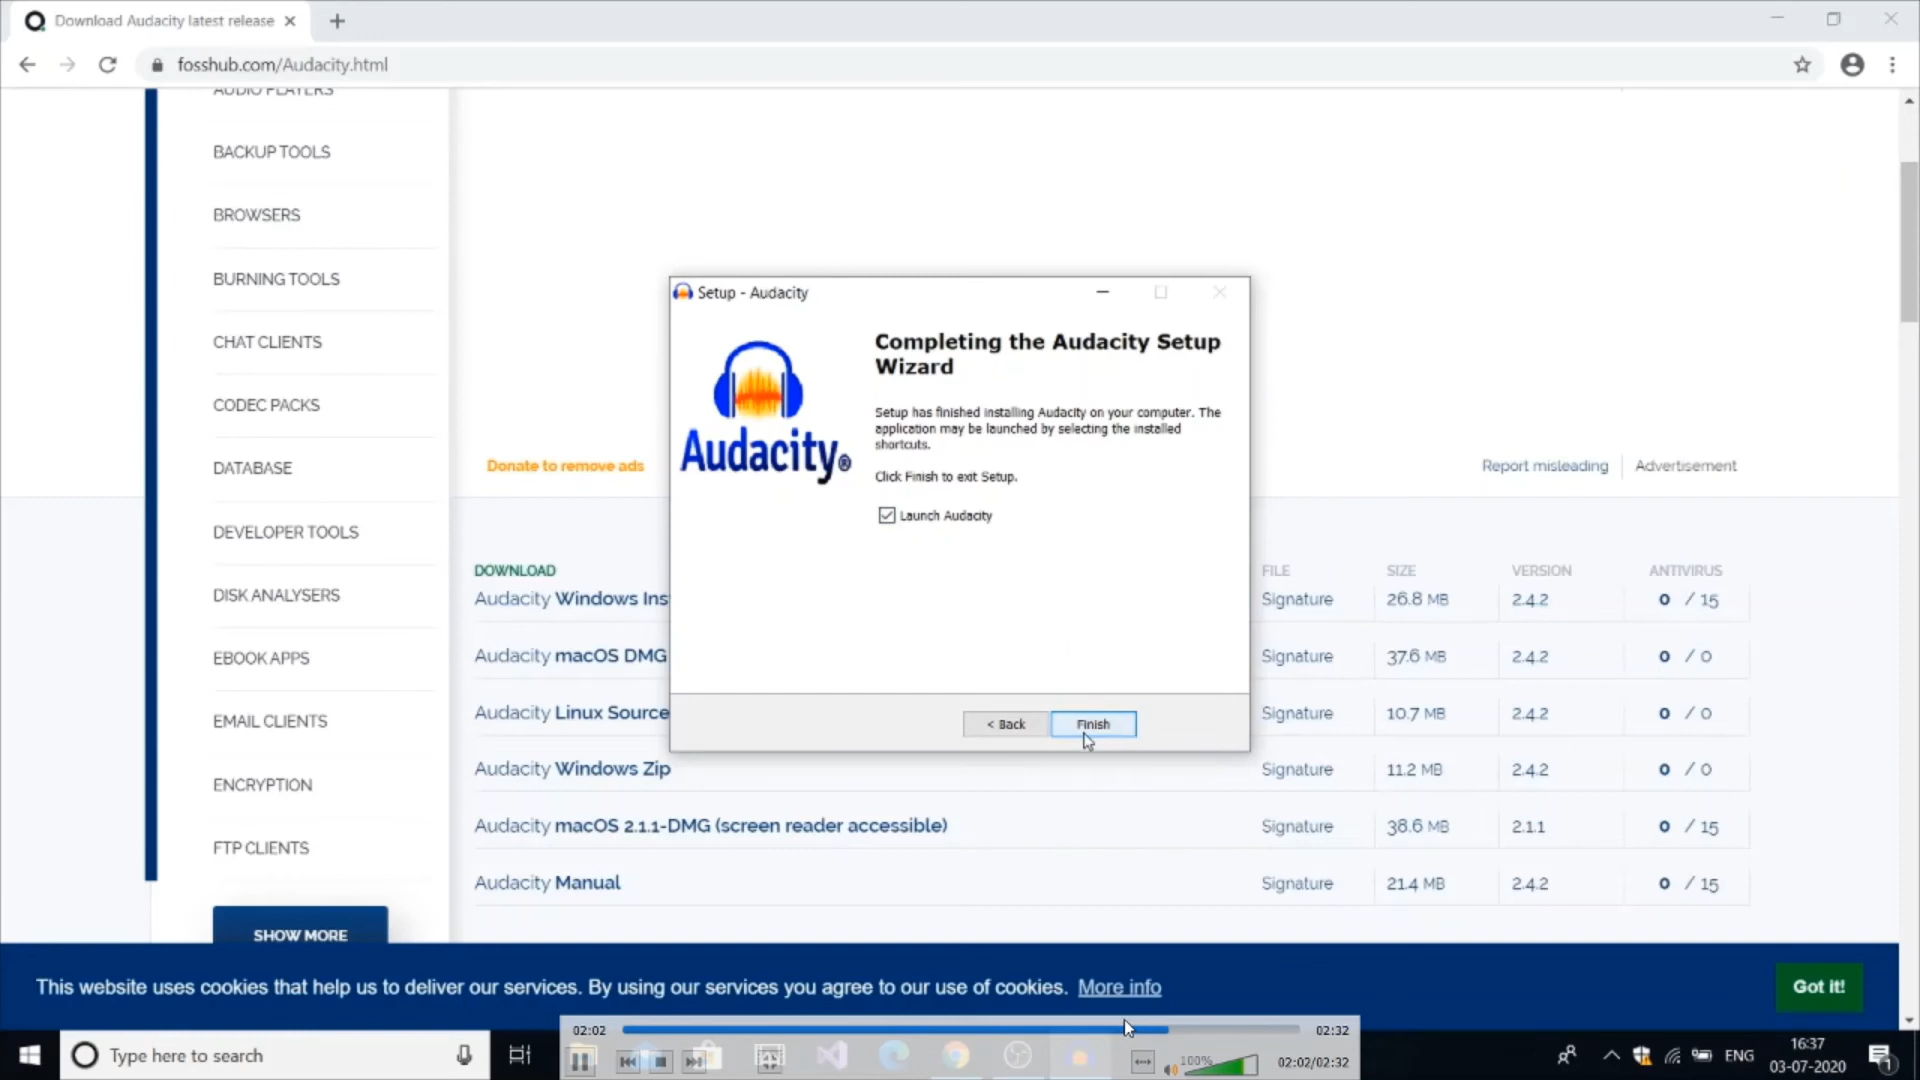 Download Audacity latest release
fosshub.com/Audacity.html
AUDIO PLAYERS
BACKUP TOOLS
BROWSERS
BURNING TOOLS
CHAT CLIENTS
CODEC PACKS
DATABASE
DEVELOPER TOOLS
DISK ANALYSERS
EBOOK APPS
EMAIL CLIENTS
ENCRYPTION
FTP CLIENTS
SHOW MORE
Donate to remove ads
Report misleading
Advertisement
Setup - Audacity
Audacity®
Completing the Audacity Setup
Wizard
Setup has finished installing Audacity on your computer. The
application may be launched by selecting the installed
shortcuts.
Click Finish to exit Setup.
Launch Audacity
< Back Finish
DOWNLOAD FILE SIZE VERSION ANTIVIRUS
Audacity Windows Ins Signature 26.8 MB 2.4.2 0 / 15
Audacity macOS DMG Signature 37.6 MB 2.4.2 0 / 0
Audacity Linux Source Signature 10.7 MB 2.4.2 0 / 0
Audacity Windows Zip Signature 11.2 MB 2.4.2 0 / 0
Audacity macOS 2.1.1-DMG (screen reader accessible) Signature 38.6 MB 2.1.1 0 / 15
Audacity Manual Signature 21.4 MB 2.4.2 0 / 15
This website uses cookies that help us to deliver our services. By using our services you agree to our use of cookies. More info
Got it!
02:02 02:32
Type here to search
100%
02:02/02:32
ENG
16:37
03-07-2020
1